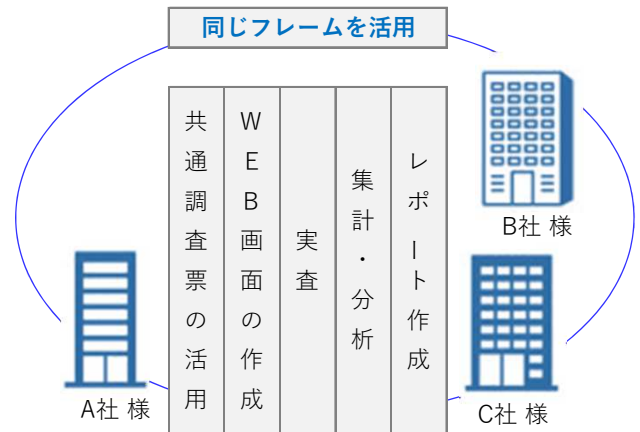 同じフレームを活用
共通調査票の活用
WEB画面の作成
実査
集計・分析
レポート作成
A社 様
B社 様
C社 様